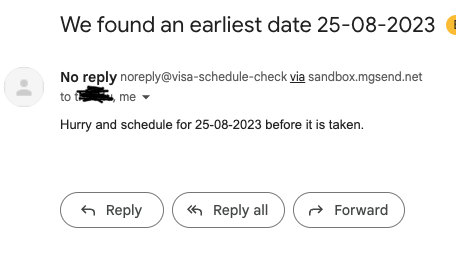 We found an earliest date 25-08-2023
No reply noreply@visa-schedule-check via sandbox.mgsend.net
to t, me
Hurry and schedule for 25-08-2023 before it is taken.
Reply Reply all Forward